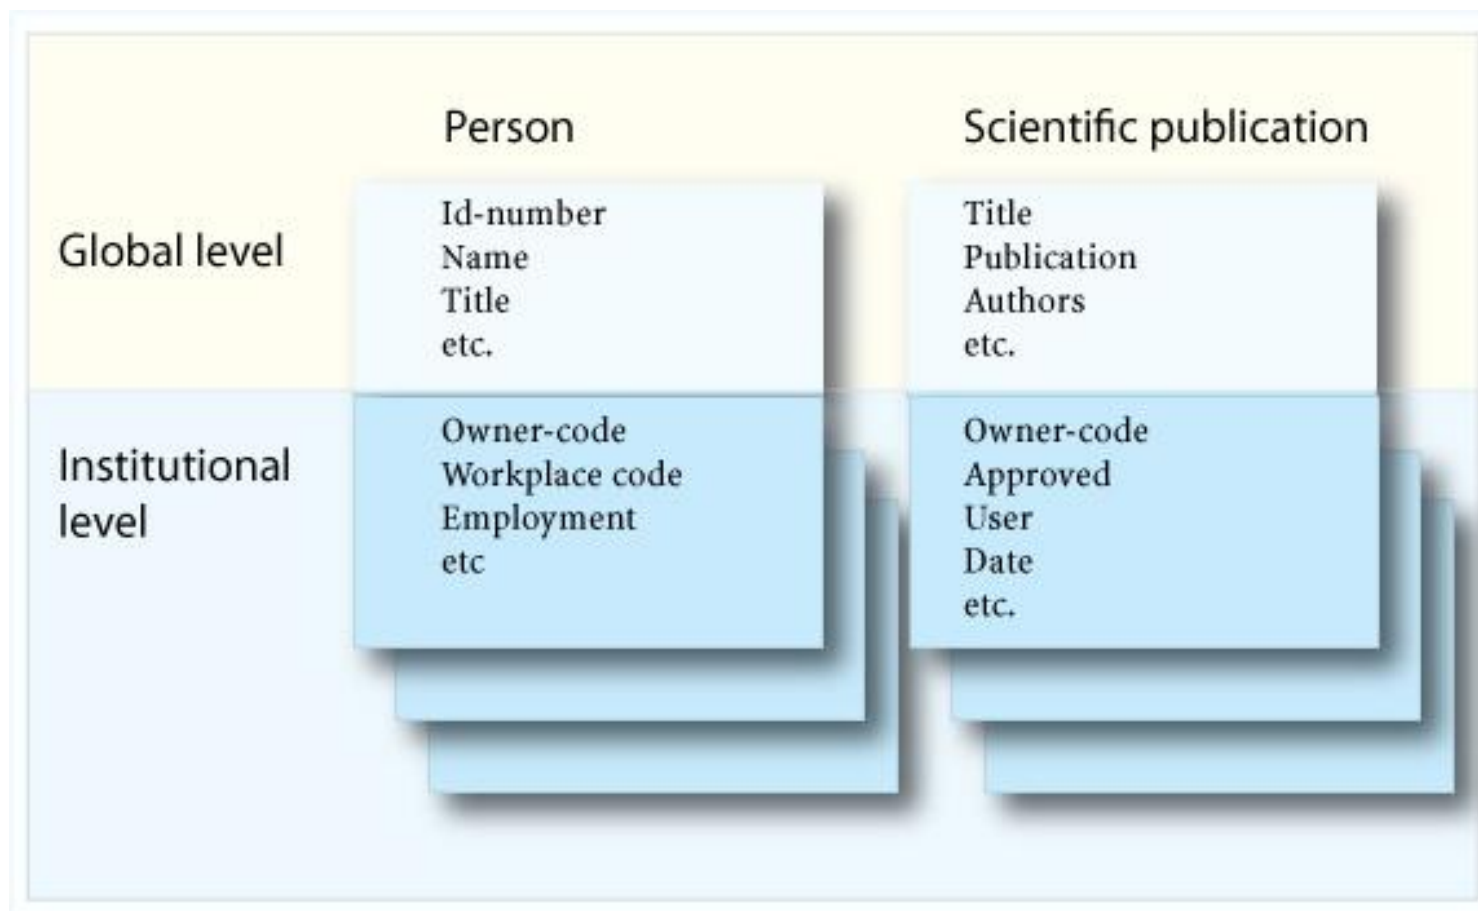 Person
Scientific publication
Global level
Id-number
Name
Title
etc.
Title
Publication
Authors
etc.
Institutional
level
Owner-code
Workplace code
Employment
etc
Owner-code
Approved
User
Date
etc.